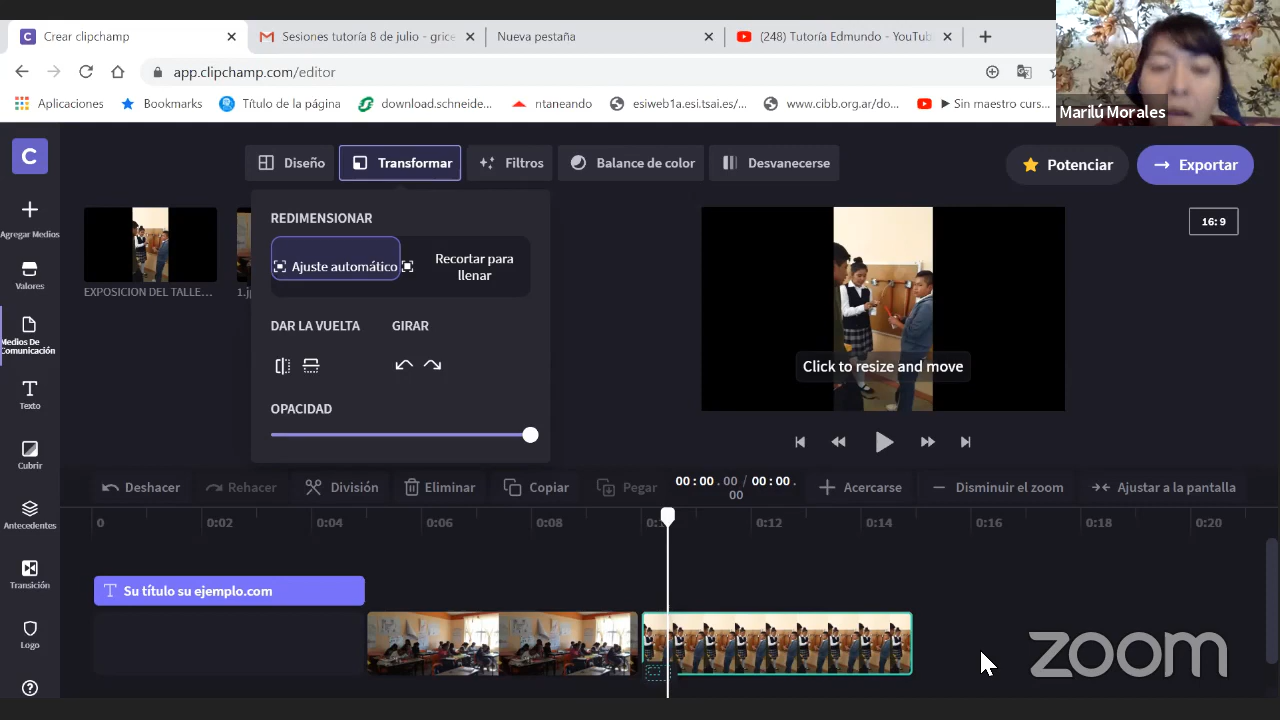 Crear clipchamp
Sesiones tutoría 8 de julio - grice
Nueva pestaña
(248) Tutoría Edmundo - YouTub
app.clipchamp.com/editor
Aplicaciones
Bookmarks
Título de la página
download.schneide...
ntaneando
esiweb1a.esi.tsai.es/...
www.cibb.org.ar/do...
Sin maestro curs...
Marilú Morales
C
Diseño
Transformar
Filtros
Balance de color
Desvanecerse
Potenciar
Exportar
Agregar Medios
Valores
Medios De Comunicación
Texto
Cubrir
Antecedentes
Transición
Logo
EXPOSICION DEL TALLE...
1.j
REDIMENSIONAR
Ajuste automático
Recortar para
llenar
DAR LA VUELTA
GIRAR
OPACIDAD
16:9
Click to resize and move
Deshacer
Rehacer
División
Eliminar
Copiar
Pegar
00:00.00 / 00:00.
00
Acercarse
Disminuir el zoom
Ajustar a la pantalla
0
0:02
0:04
0:06
0:08
0:1
0:12
0:14
0:16
0:18
0:20
T Su título su ejemplo.com
zoom